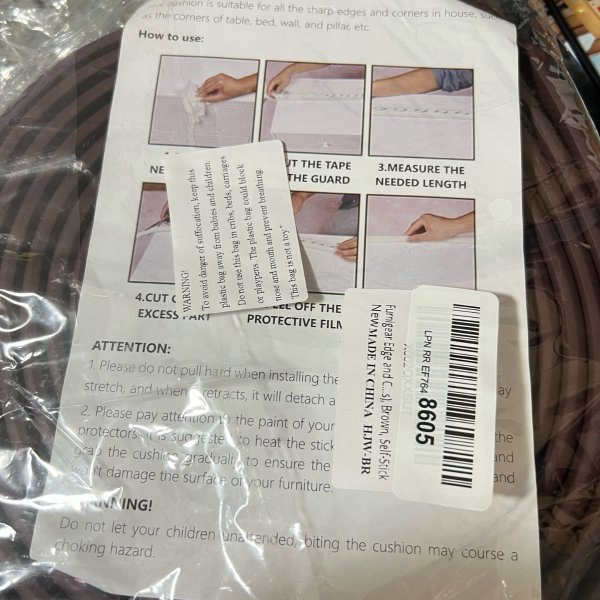 cushion is suitable for all the sharp edges and corners in house,
as the corners of table, bed, wall, and pillar, etc.
How to use:
UT THE TAPE
THE GUARD
3.MEASURE THE
NEEDED LENGTH
NE
WARNING!
to avoid danger of suffocation, keep this
plastic bag away from babies and children.
Do not use this bag in cribs, beds, carriages
or playpens. The plastic bag could block
nose and mouth and prevent breathing
This bag is not a toy."
4.CUT
EXCESS PART
EEL OFF THE
PROTECTIVE FILM
ATTENTION:
1. Please do not pull hard when installing the
stretch, and when retracts, it will detach a
2. Please pay attention to the paint of your
protectors. It is suggested to heat the stick
grab the cushion gradually to ensure the
won't damage the surface of your furniture.
ay
the
and
and
Furnigear Edge and C...s), Brown, Self-Stick
New MADE IN CHINA HJW-BR
LPN RR EF764 8605
WANNING!
Do not let your children unattended, biting the cushion may course a
choking hazard.